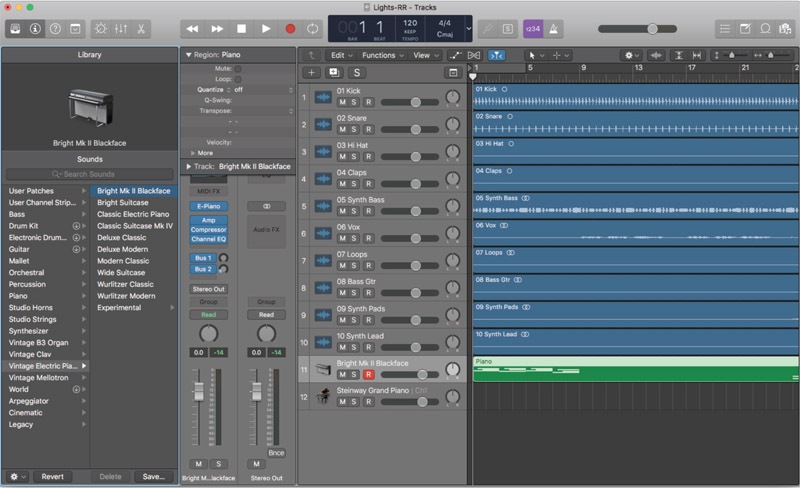 Lights-RR - Tracks
001 1
BAR BEAT
120
KEEP
TEMPO
4/4
Cmaj
1234
Library
Bright Mk II Blackface
Sounds
Search Sounds
User Patches
User Channel Strip...
Bass
Drum Kit
Electronic Drum...
Guitar
Mallet
Orchestral
Percussion
Piano
Studio Horns
Studio Strings
Synthesizer
Vintage B3 Organ
Vintage Clav
Vintage Electric Pia...
Vintage Mellotron
World
Arpeggiator
Cinematic
Legacy
Bright Mk II Blackface
Bright Suitcase
Classic Electric Piano
Classic Suitcase Mk IV
Deluxe Classic
Deluxe Modern
Modern Classic
Wide Suitcase
Wurlitzer Classic
Wurlitzer Modern
Experimental
Revert
Delete
Save...
Region: Piano
Mute:
Loop:
Quantize off
Q-Swing:
Transpose:
- -
- -
Velocity:
More
Track: Bright Mk II Blackface
MIDI FX
E-Piano
Amp
Compressor
Channel EQ
Audio FX
Bus 1
Bus 2
Stereo Out
Group Group
Read Read
0.0 -14 0.0 -14
Bnce
M S M
Bright M...lackface Stereo Out
Edit Functions View
S
1 5 9 13 17 21
1 01 Kick
M S R
2 02 Snare
M S R
3 03 Hi Hat
M S R
4 04 Claps
M S R
5 05 Synth Bass
M S R
6 06 Vox
M S R
7 07 Loops
M S R
8 08 Bass Gtr
M S R
9 09 Synth Pads
M S R
10 10 Synth Lead
M S R
11 Bright Mk II Blackface
M S R
12 Steinway Grand Piano | Ch1
M S R
01 Kick
02 Snare
03 Hi Hat
04 Claps
05 Synth Bass
06 Vox
07 Loops
08 Bass Gtr
09 Synth Pads
10 Synth Lead
Piano